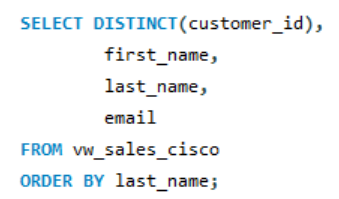 SELECT DISTINCT(customer_id),
first_name,
last_name,
email
FROM vw_sales_cisco
ORDER BY last_name;